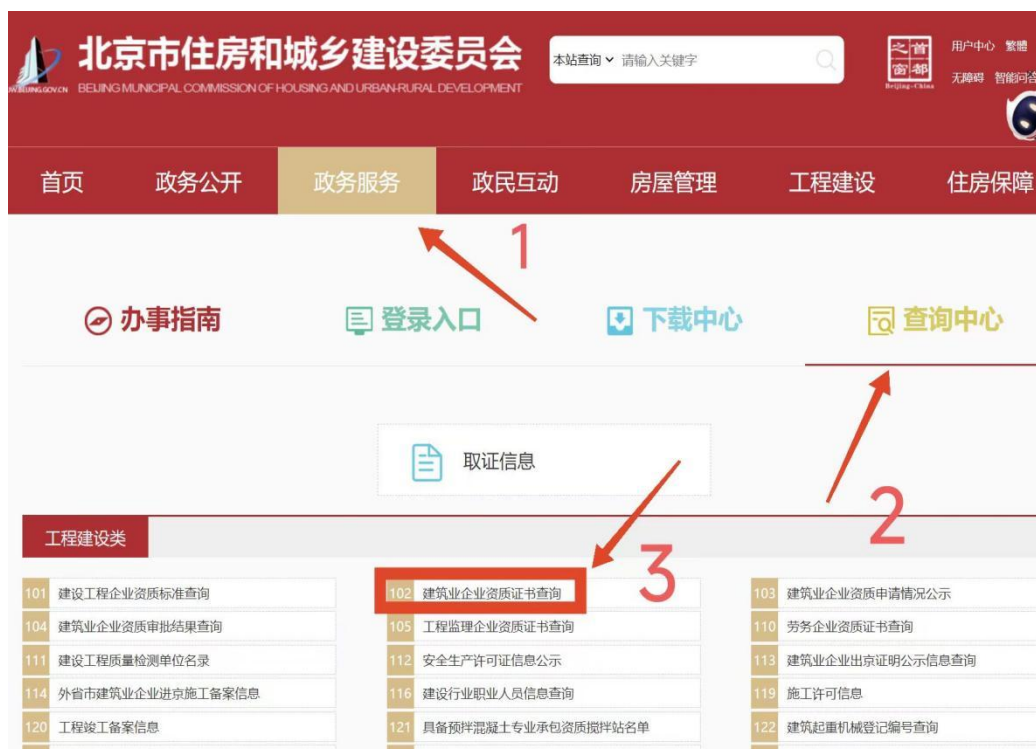 北京市住房和城乡建设委员会
BEIJING MUNICIPAL COMMISSION OF HOUSING AND URBAN-RURAL DEVELOPMENT
本站查询 请输入关键字
首都之窗
Beijing-China
用户中心 繁體
无障碍 智能问答
首页 政务公开 政务服务 政民互动 房屋管理 工程建设 住房保障
1
办事指南 登录入口 下载中心 查询中心
取证信息
2
3
工程建设类
101 建设工程企业资质标准查询 102 建筑业企业资质证书查询 103 建筑业企业资质申请情况公示
104 建筑业企业资质审批结果查询 105 工程监理企业资质证书查询 110 劳务企业资质证书查询
111 建设工程质量检测单位名录 112 安全生产许可证信息公示 113 建筑业企业出京证明公示信息查询
114 外省市建筑业企业进京施工备案信息 116 建设行业职业人员信息查询 119 施工许可信息
120 工程竣工备案信息 121 具备预拌混凝土专业承包资质搅拌站名单 122 建筑起重机械登记编号查询